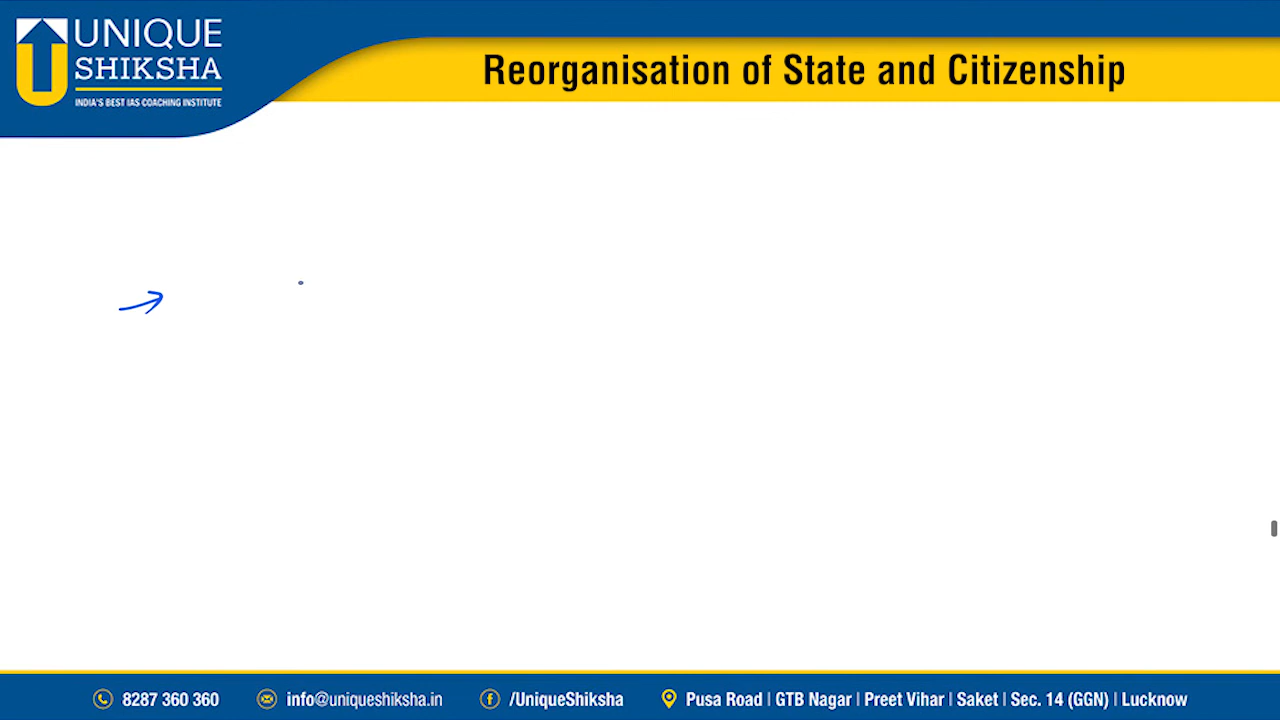 UNIQUE
SHIKSHA
INDIA'S BEST IAS COACHING INSTITUTE
Reorganisation of State and Citizenship
8287 360 360
info@uniqueshiksha.in
/UniqueShiksha
Pusa Road | GTB Nagar | Preet Vihar | Saket | Sec. 14 (GGN) | Lucknow